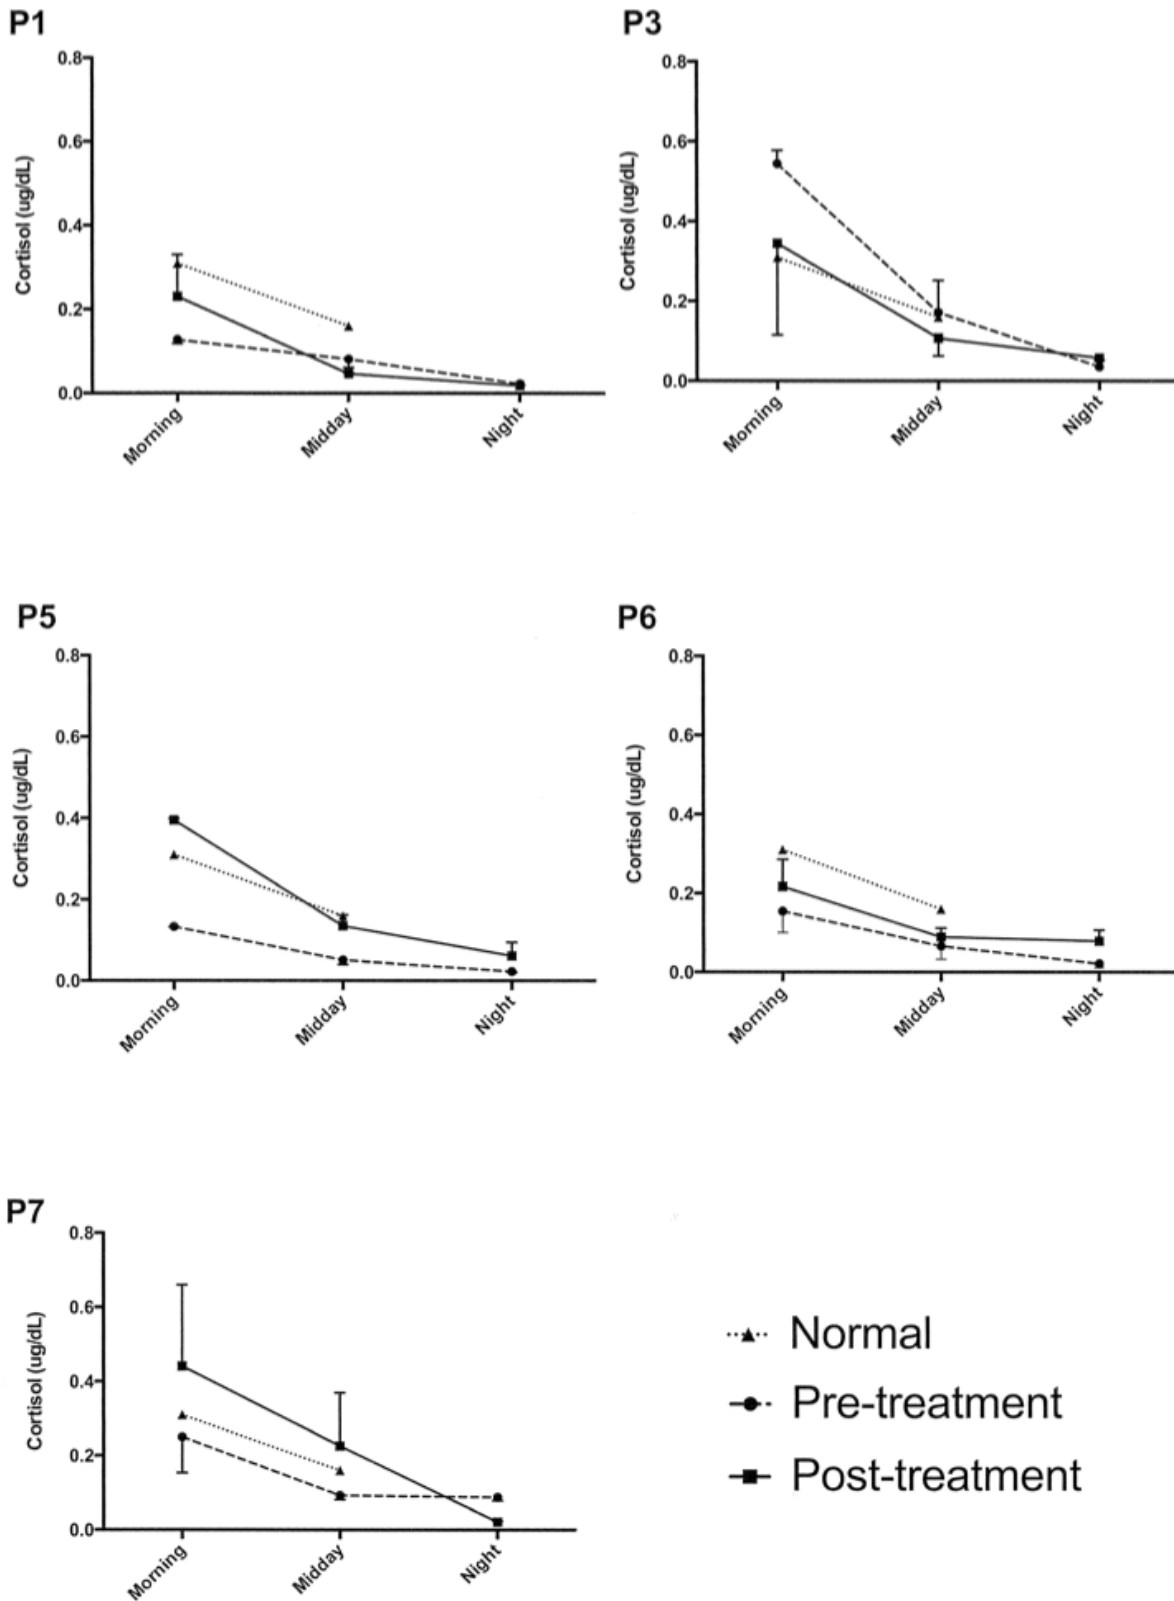 P1
0.8
0.6
0.4
0.2
0.0
Cortisol (ug/dL)
Morning
Midday
Night
P3
0.8
0.6
0.4
0.2
0.0
Cortisol (ug/dL)
Morning
Midday
Night
P5
0.8
0.6
0.4
0.2
0.0
Cortisol (ug/dL)
Morning
Midday
Night
P6
0.8
0.6
0.4
0.2
0.0
Cortisol (ug/dL)
Morning
Midday
Night
P7
0.8
0.6
0.4
0.2
0.0
Cortisol (ug/dL)
Morning
Midday
Night
Normal
Pre-treatment
Post-treatment